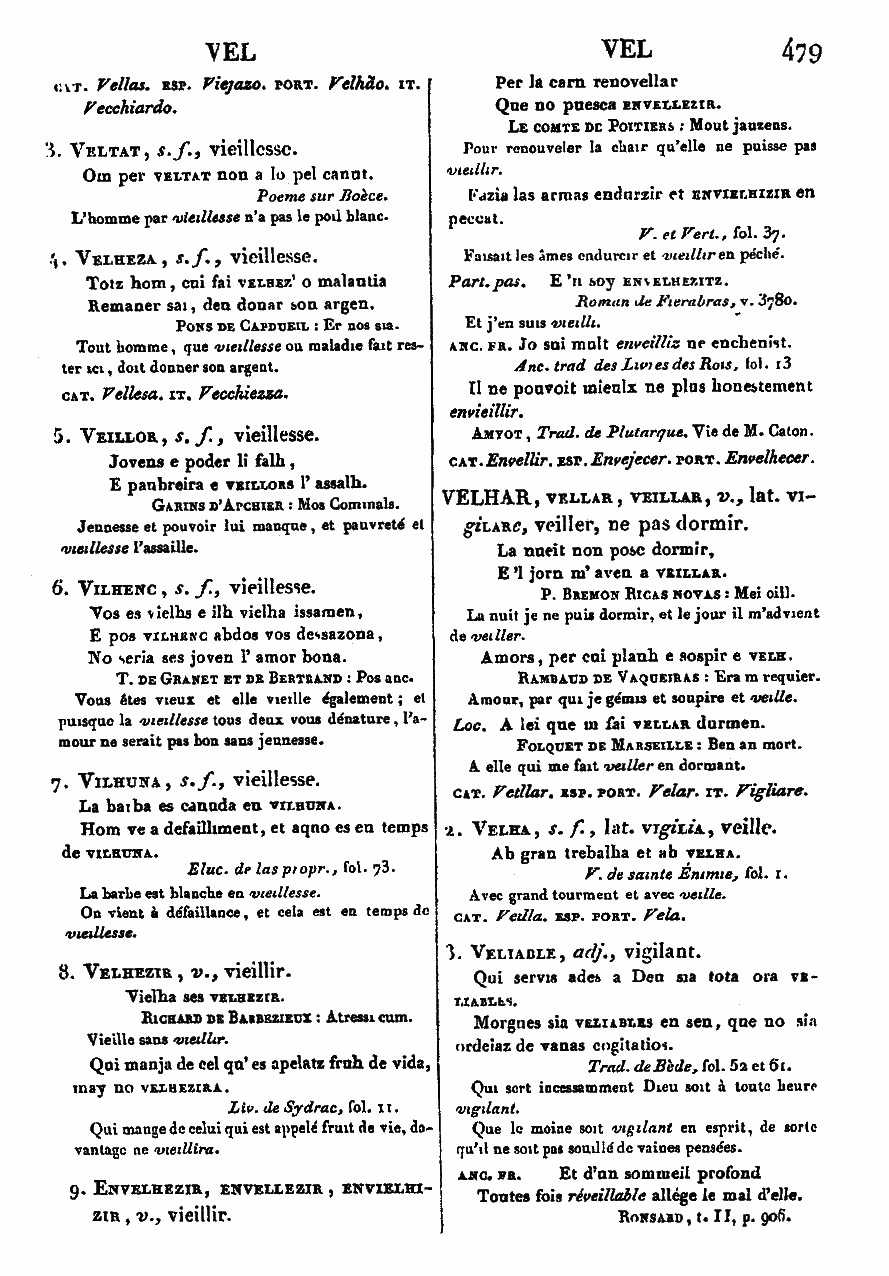 VEL
VEL
479
CAT. Vellas. ESP. Viejazo. PORT. Velhão. IT.
Vecchiardo.
3. VELTAT, s. f., vieillesse.
Om per VELTAT non a lo pel canut.
Poeme sur Boèce.
L'homme par vieillesse n'a pas le poil blanc.
4. VELHEZA, s. f., vieillesse.
Totz hom, cui fai VELHEZ' o malautia
Remaner sai, deu donar son argen.
PONS DE CAPDUEIL : Er nos sia.
Tout homme, que vieillesse ou maladie fait res-
ter ici, doit donner son argent.
CAT. Vellesa. IT. Vecchiezza.
5. VEILLOR, s. f., vieillesse.
Jovens e poder li falh,
E paubreira e VEILLORS l' assalh.
GARINS D'APCHIER : Mos Cominals.
Jeunesse et pouvoir lui manque, et pauvreté et
vieillesse l'assaille.
6. VILHENC, s. f., vieillesse.
Vos es vielhs e ilh vielha issamen,
E pos VILHENC abdos vos dessazona,
No seria ses joven l' amor bona.
T. DE GRANET ET DE BERTRAND : Pos anc.
Vous êtes vieux et elle vieille également ; et
puisque la vieillesse tous deux vous dénature, l'a-
mour ne serait pas bon sans jeunesse.
7. VILHUNA, s. f., vieillesse.
La barba es canuda en VILHUNA.
Hom ve a defailliment, et aqno es en temps
de VILHUNA.
Eluc. de las propr., fol. 73.
La barbe est blanche en vieillesse.
On vient à défaillance, et cela est en temps de
vieillesse.
8. VELHEZIR, v., vieillir.
Vielha ses VELHEZIR.
RICHARD DE BARBEZIEUX : Atressi cum.
Vieille sans vieillir.
Qui manja de cel qu' es apelatz fruh de vida,
may no VELHEZIRA.
Liv. de Sydrac, fol. 11.
Qui mange de celui qui est appelé fruit de vie, da-
vantage ne vieillira.
9. ENVELHEZIR, ENVELLEZIR, ENVIELHI-
ZIR, v., vieillir.
Per la carn renovellar
Que no puesca ENVELLEZIR.
LE COMTE DE POITIERS : Mout jauzens.
Pour renouveler la chair qu'elle ne puisse pas
vieillir.
Fazia las armas endurzir et ENVIELHIZIR en
peccat.
V. et Vert., fol. 37.
Faisait les âmes endurcir et vieillir en péché.
Part. pas. E 'n soy ENVELHEZITZ.
Roman de Fierabras, v. 3780.
Et j'en suis vieilli.
ANC. FR. Jo sui mult enveilliz ne enchenist.
Anc. trad des Livres des Rois, fol. 13
Il ne pouvoit mieulx ne plus honestement
envieillir.
AMYOT, Trad. de Plutarque. Vie de M. Caton.
CAT. Envellir. ESP. Envejecer. PORT. Envelhecer.
VELHAR, VELLAR, VEILLAR, v., lat. VI-
giLARe, veiller, ne pas dormir.
La nueit non posc dormir,
E 'l jorn m' aven a VEILLAR.
P. BREMON RICAS NOVAS : Mei oill.
La nuit je ne puis dormir, et le jour il m'advient
de veiller.
Amors, per cui planh e sospir e VELH.
RAMBAUD DE VAQUEIRAS : Era m requier.
Amour, par qui je gémis et soupire et veille.
Loc. A lei que m fai VELLAR durmen.
FOLQUET DE MARSEILLE : Ben an mort.
A elle qui me fait veiller en dormant.
CAT. Vetllar. ESP. PORT. Velar. IT. Vigliare.
2. VELHA, s. f., lat. VIgiLiA, veille.
Ab gran trebalha et ab VELHA.
V. de sainte Énimie, fol. 1.
Avec grand tourment et avec veille.
CAT. Vetlla. ESP. PORT. Vela.
3. VELIABLE, adj., vigilant.
Qui servis ades a Deu sia tota ora VE-
LIABLES.
Morgues sia VELIABLES en sen, que no sia
ordeiaz de vanas cogitatios.
Trad. de Bède, fol. 52 et 61.
Qui sert incessamment Dieu soit à toute heure
vigilant.
Que le moine soit vigilant en esprit, de sorte
qu'il ne soit pas souillé de vaines pensées.
ANC. FR. Et d'un sommeil profond
Toutes fois réveillable allége le mal d'elle.
RONSARD, t. II, p. 906.